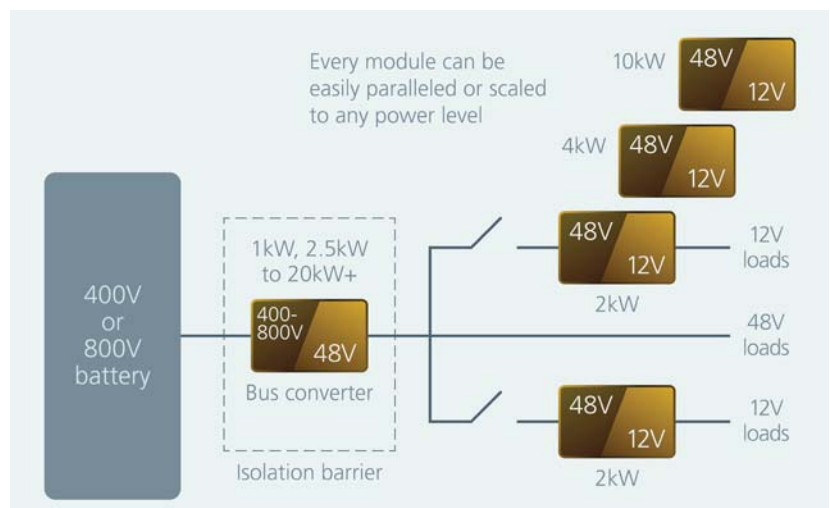 Every module can be
easily paralleled or scaled
to any power level
10kW
48V
12V
4kW
48V
12V
400V
or
800V
battery
1kW, 2.5kW
to 20kW+
400-
800V
48V
Bus converter
Isolation barrier
48V
12V
2kW
12V
loads
48V
loads
48V
12V
2kW
12V
loads